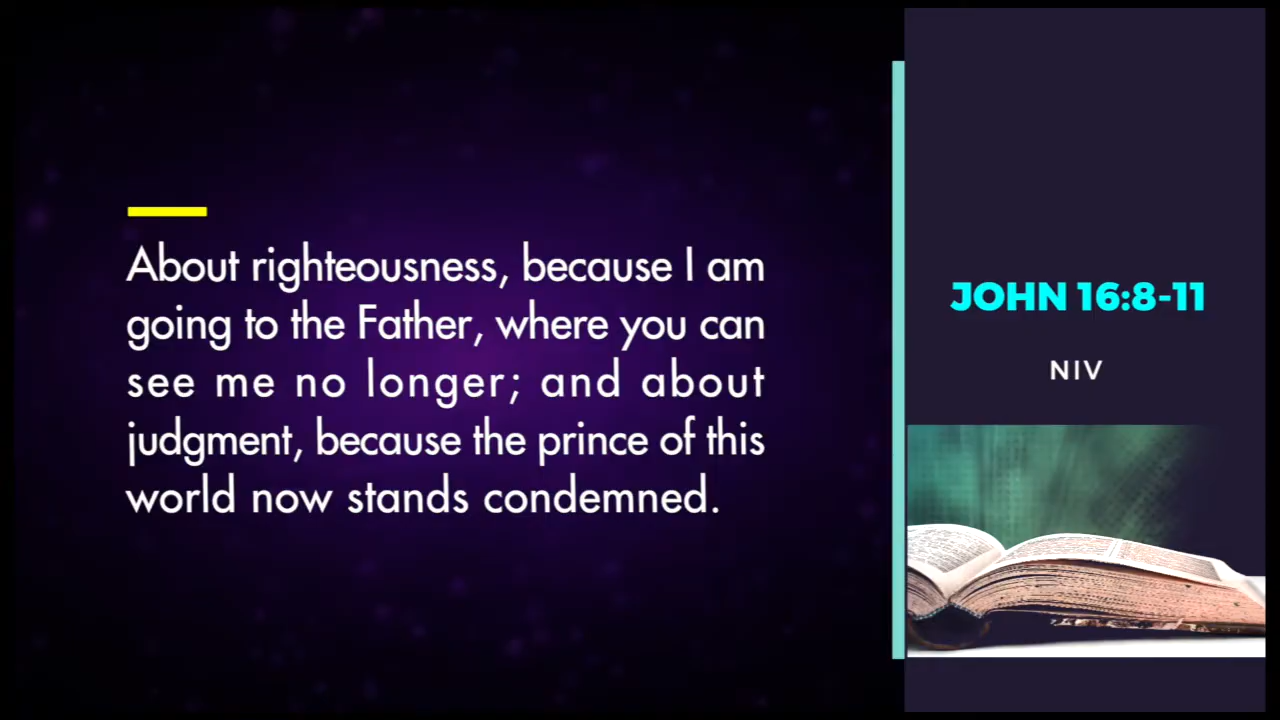 About righteousness, because I am
going to the Father, where you can
see me no longer; and about
judgment, because the prince of this
world now stands condemned.
JOHN 16:8-11
NIV